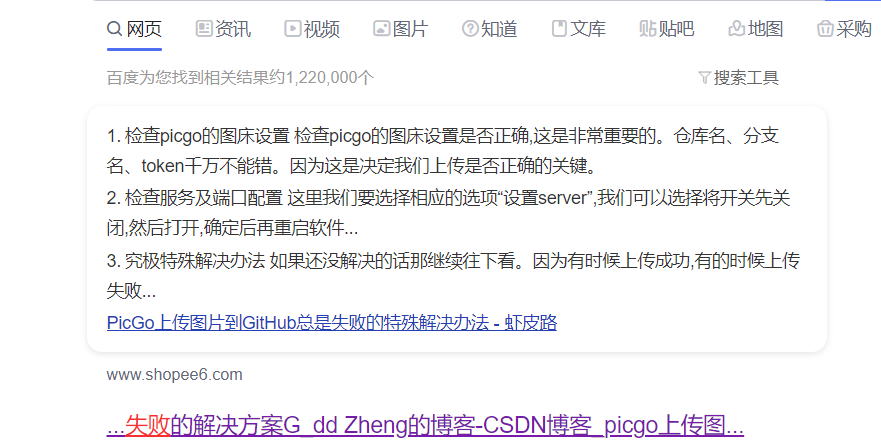 网页 资讯 视频 图片 知道 文库 贴吧 地图 采购
百度为您找到相关结果约1,220,000个 搜索工具
1. 检查picgo的图床设置 检查picgo的图床设置是否正确,这是非常重要的。仓库名、分支
名、token千万不能错。因为这是决定我们上传是否正确的关键。
2. 检查服务及端口配置 这里我们要选择相应的选项“设置server”,我们可以选择将开关先关
闭,然后打开,确定后再重启软件...
3. 究极特殊解决办法 如果还没解决的话那继续往下看。因为有时候上传成功,有的时候上传
失败...
PicGo上传图片到GitHub总是失败的特殊解决办法 - 虾皮路
www.shopee6.com
...失败的解决方案G_dd Zheng的博客-CSDN博客_picgo上传图...